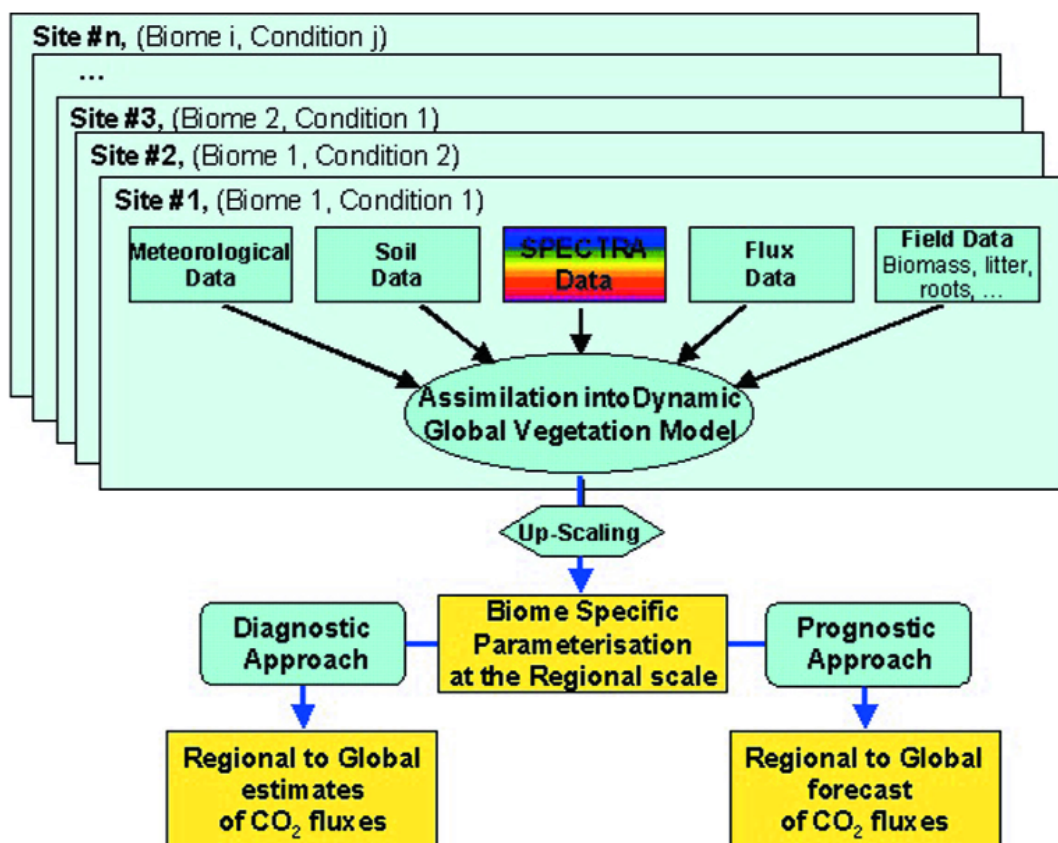 Site #n, (Biome i, Condition j)
...
Site #3, (Biome 2, Condition 1)
Site #2, (Biome 1, Condition 2)
Site #1, (Biome 1, Condition 1)
Meteorological
Data
Soil
Data
SPECTRA
Data
Flux
Data
Field Data
Biomass, litter,
roots, ...
Assimilation into Dynamic
Global Vegetation Model
Up-Scaling
Diagnostic
Approach
Biome Specific
Parameterisation
at the Regional scale
Prognostic
Approach
Regional to Global
estimates
of CO₂ fluxes
Regional to Global
forecast
of CO₂ fluxes